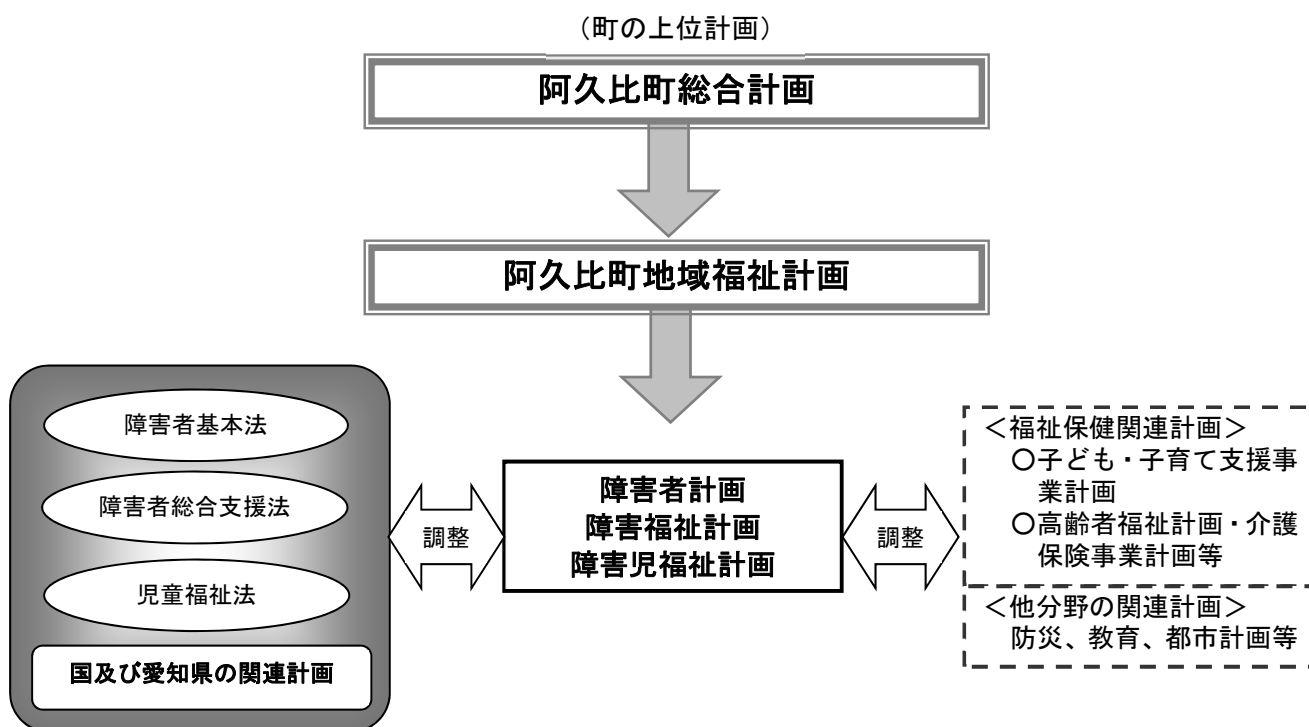 （町の上位計画）
阿久比町総合計画
阿久比町地域福祉計画
障害者基本法
障害者総合支援法
児童福祉法
国及び愛知県の関連計画
調整
障害者計画
障害福祉計画
障害児福祉計画
調整
＜福祉保健関連計画＞
○子ども・子育て支援事
業計画
○高齢者福祉計画・介護
保険事業計画等
＜他分野の関連計画＞
防災、教育、都市計画等